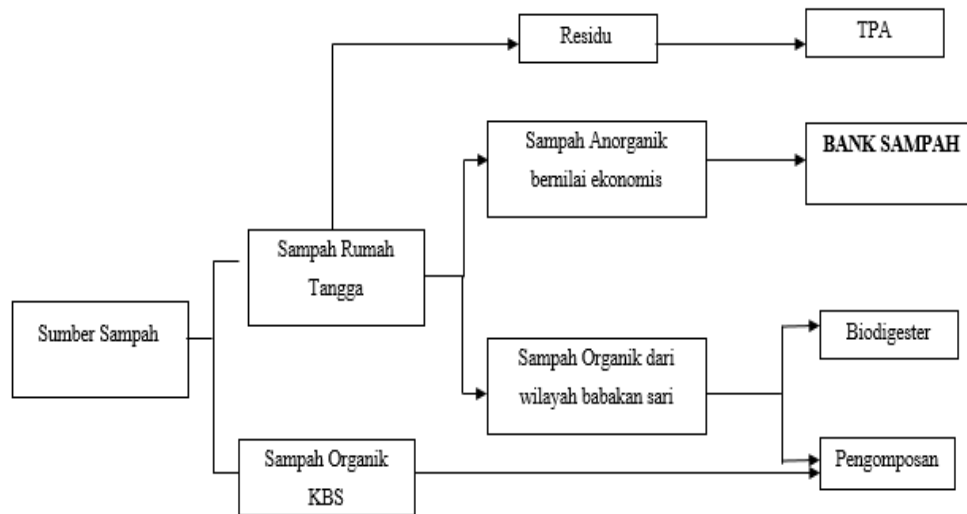 Residu
TPA
Sampah Anorganik
bernilai ekonomis
BANK SAMPAH
Sampah Rumah
Tangga
Sumber Sampah
Sampah Organik dari
wilayah babakan sari
Biodigester
Sampah Organik
KBS
Pengomposan